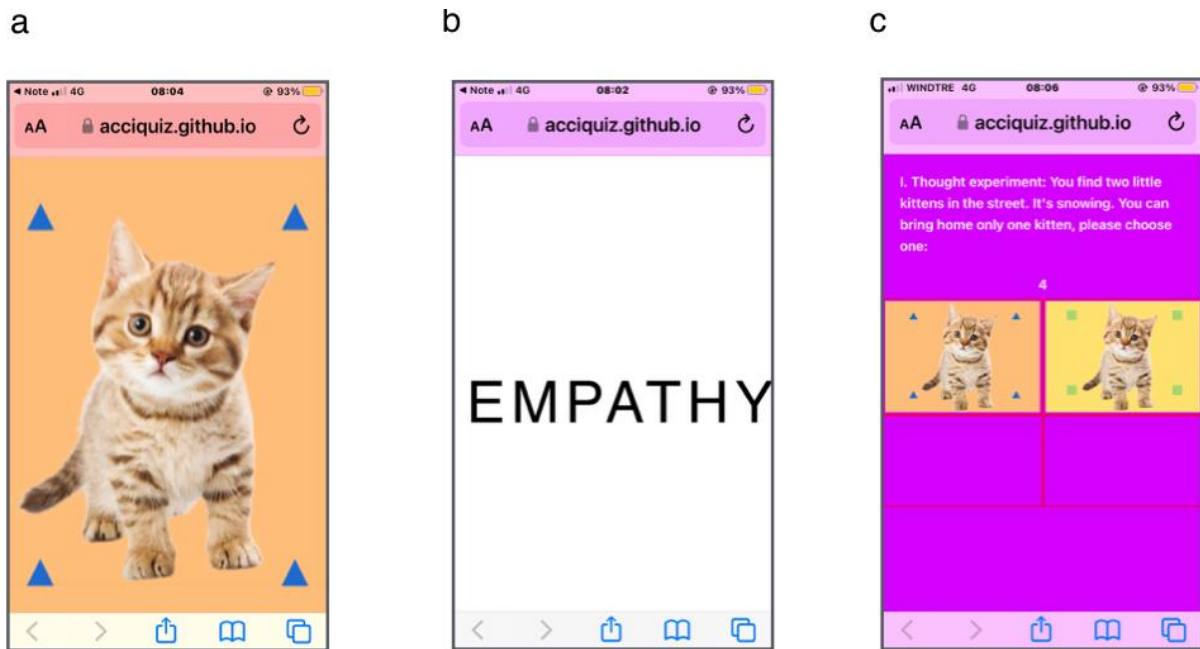 a
b
c
◀ Note 4G 08:04 93%
AA acciquiz.github.io
◀ Note 4G 08:02 93%
AA acciquiz.github.io
EMPATHY
WINDTRE 4G 08:06 93%
AA acciquiz.github.io
I. Thought experiment: You find two little
kittens in the street. It's snowing. You can
bring home only one kitten, please choose
one:
4